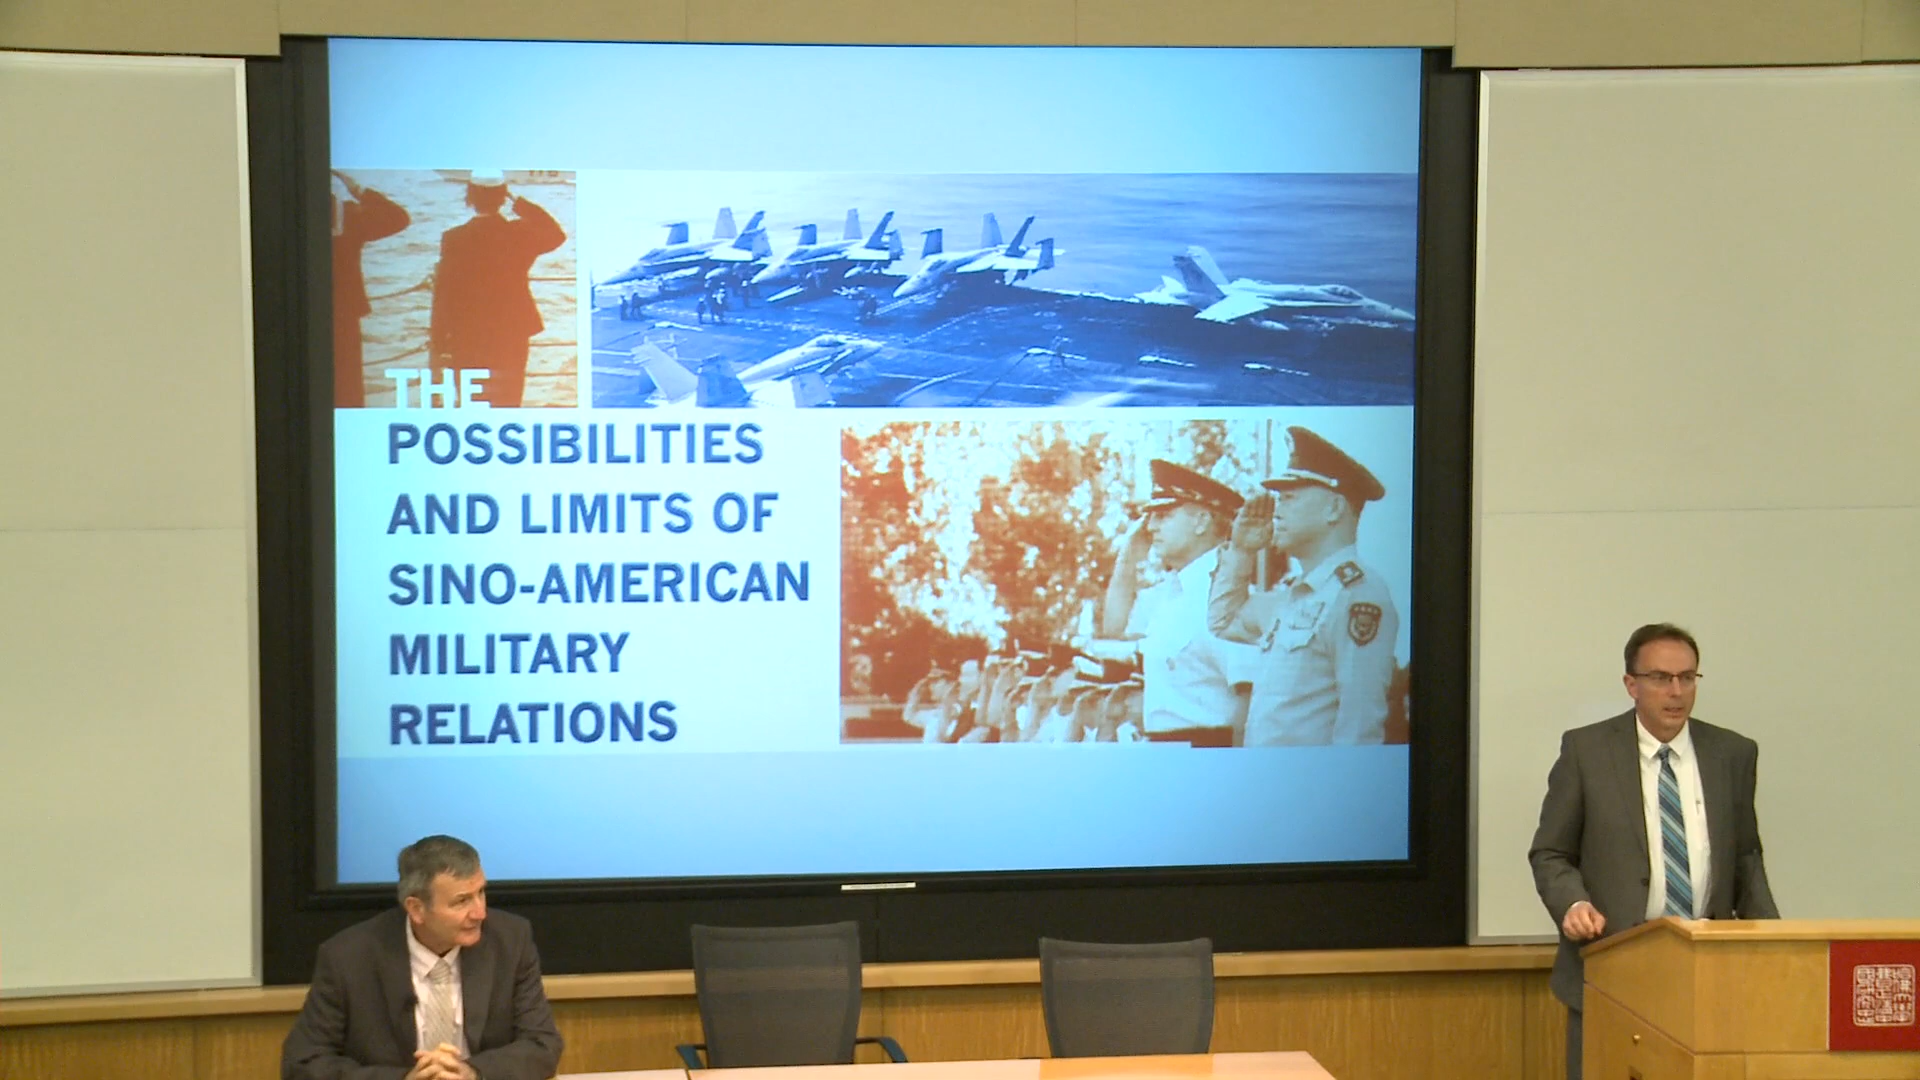 THE
POSSIBILITIES
AND LIMITS OF
SINO-AMERICAN
MILITARY
RELATIONS